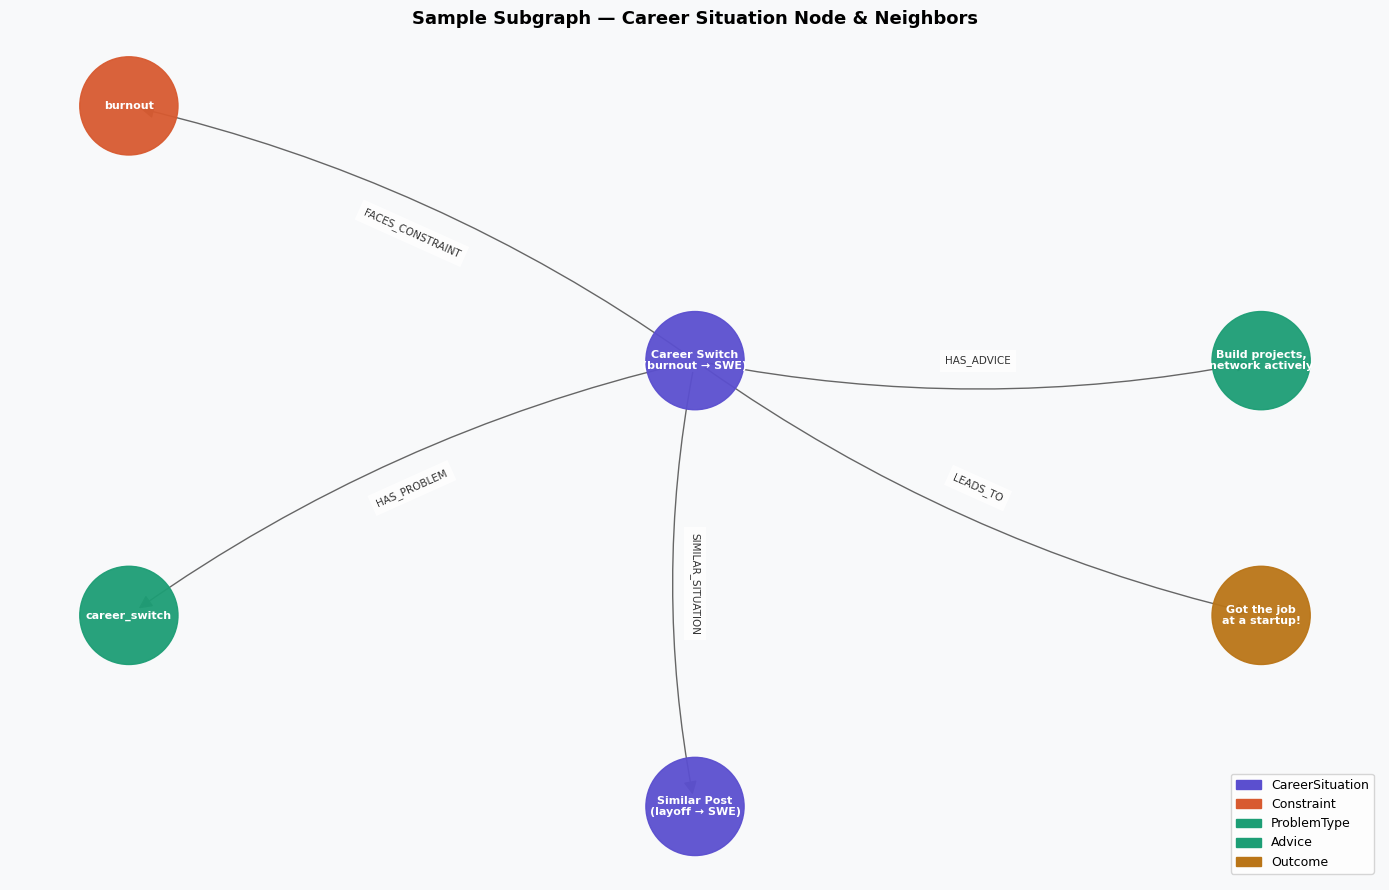 Sample Subgraph — Career Situation Node & Neighbors
burnout
FACES_CONSTRAINT
Career Switch
(burnout → SWE)
HAS_ADVICE
Build projects,
network actively
HAS_PROBLEM
LEADS_TO
SIMILAR_SITUATION
career_switch
Got the job
at a startup!
Similar Post
(layoff → SWE)
CareerSituation
Constraint
ProblemType
Advice
Outcome